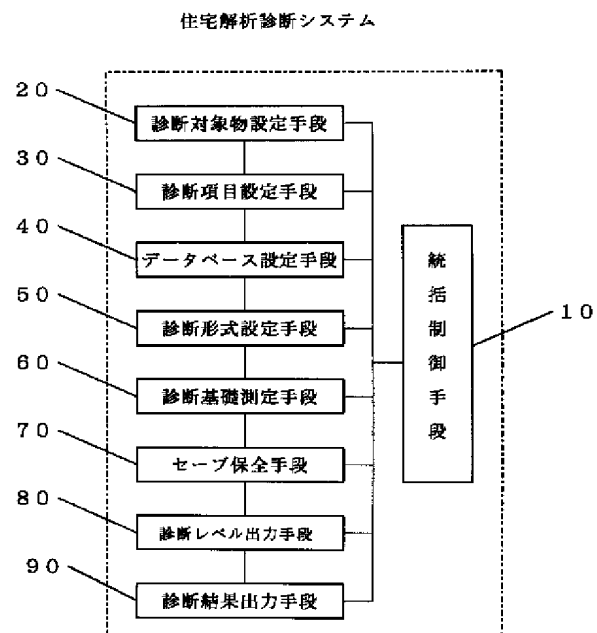 住宅解析診断システム
20
診断対象物設定手段
30
診断項目設定手段
40
データベース設定手段
50
診断形式設定手段
60
診断基礎測定手段
70
セーブ保全手段
80
診断レベル出力手段
90
診断結果出力手段
統括制御手段
10